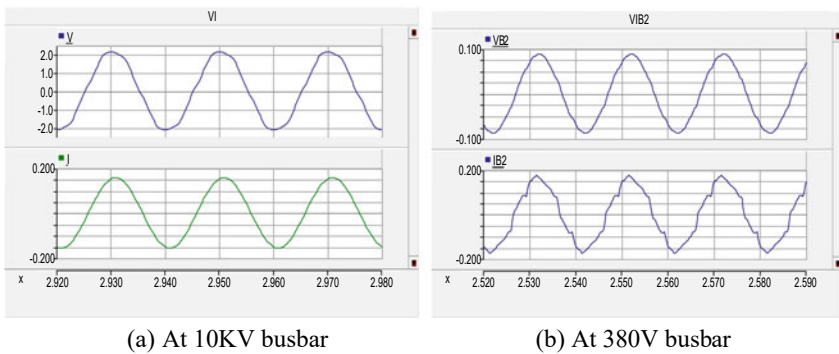 VI
V
2.0
1.0
0.0
-1.0
-2.0
J
0.200
-0.200
x
2.920
2.930
2.940
2.950
2.960
2.970
2.980
(a) At 10KV busbar
VIB2
VB2
0.100
-0.100
IB2
0.200
-0.200
x
2.520
2.530
2.540
2.550
2.560
2.570
2.580
2.590
(b) At 380V busbar